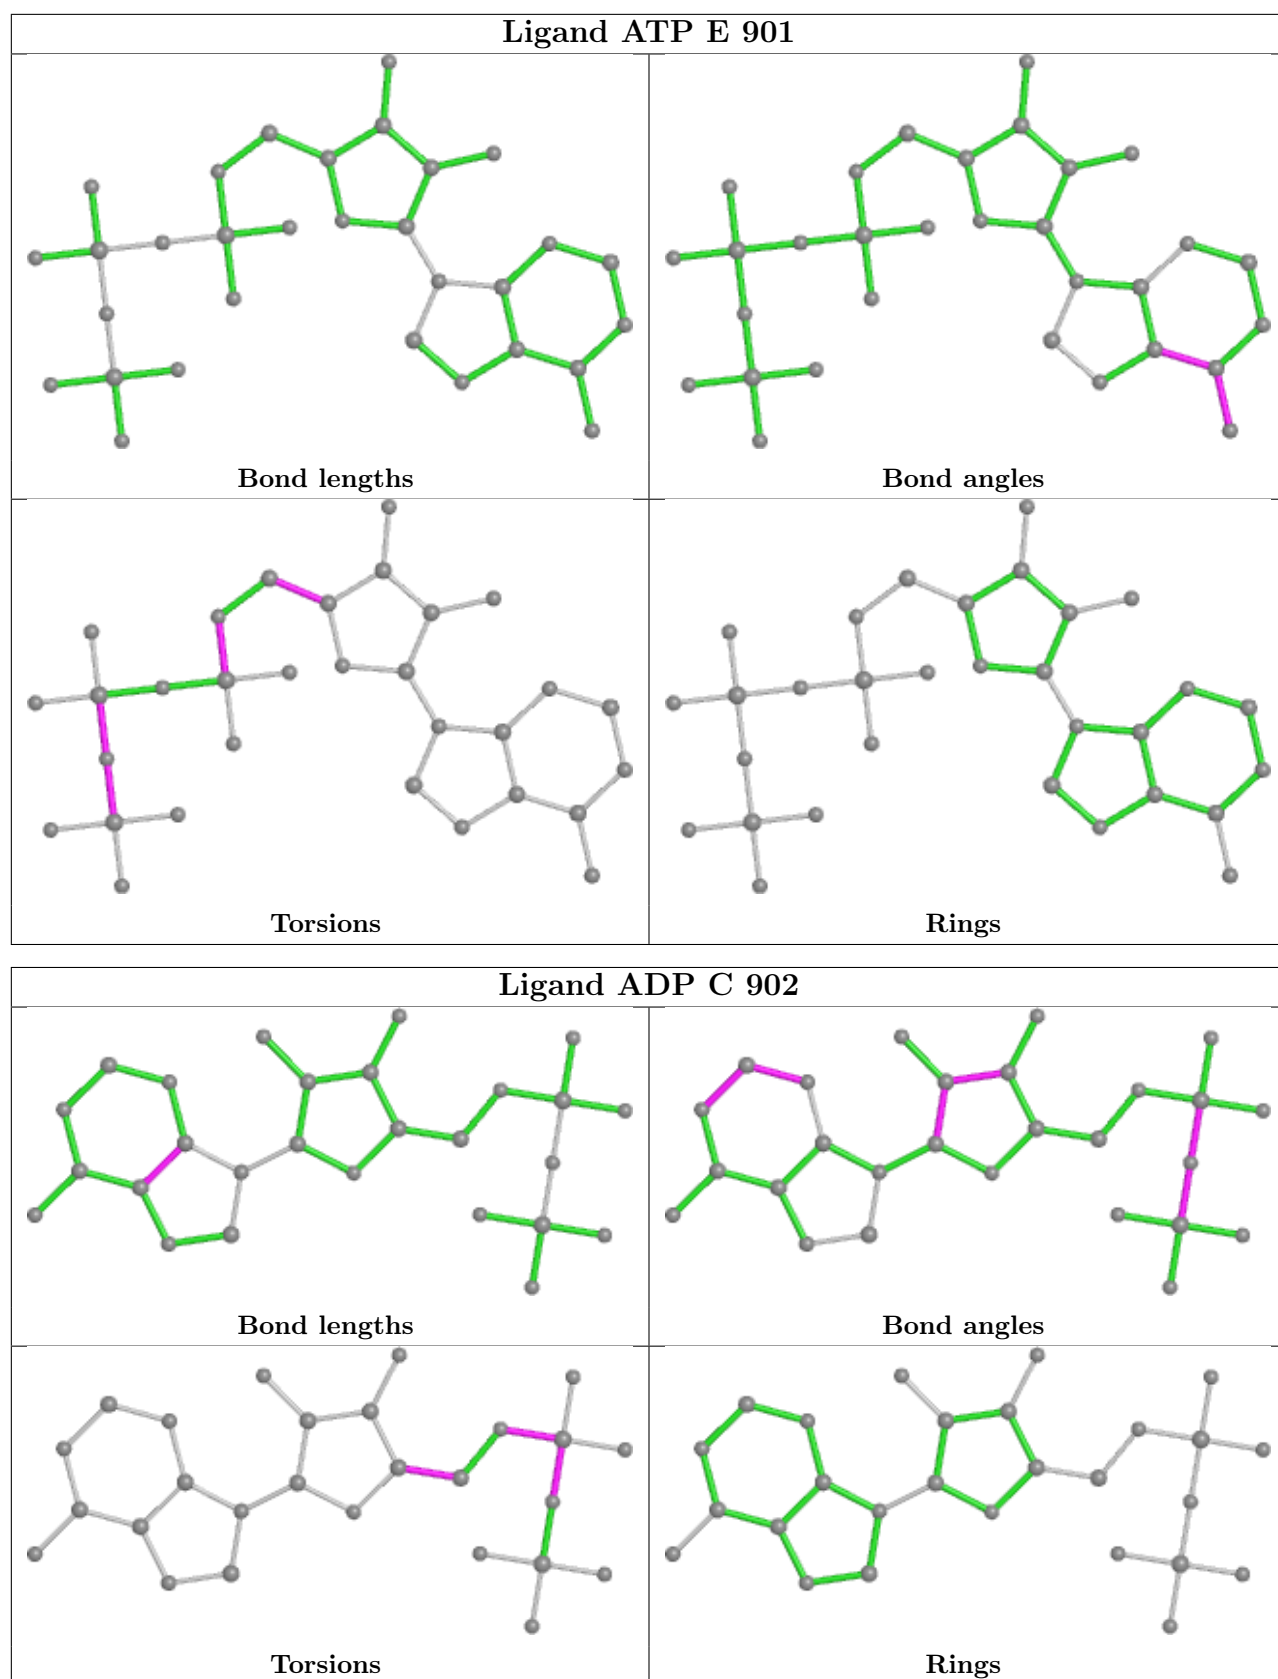 Ligand ATP E 901
Bond lengths
Bond angles
Torsions
Rings
Ligand ADP C 902
Bond lengths
Bond angles
Torsions
Rings